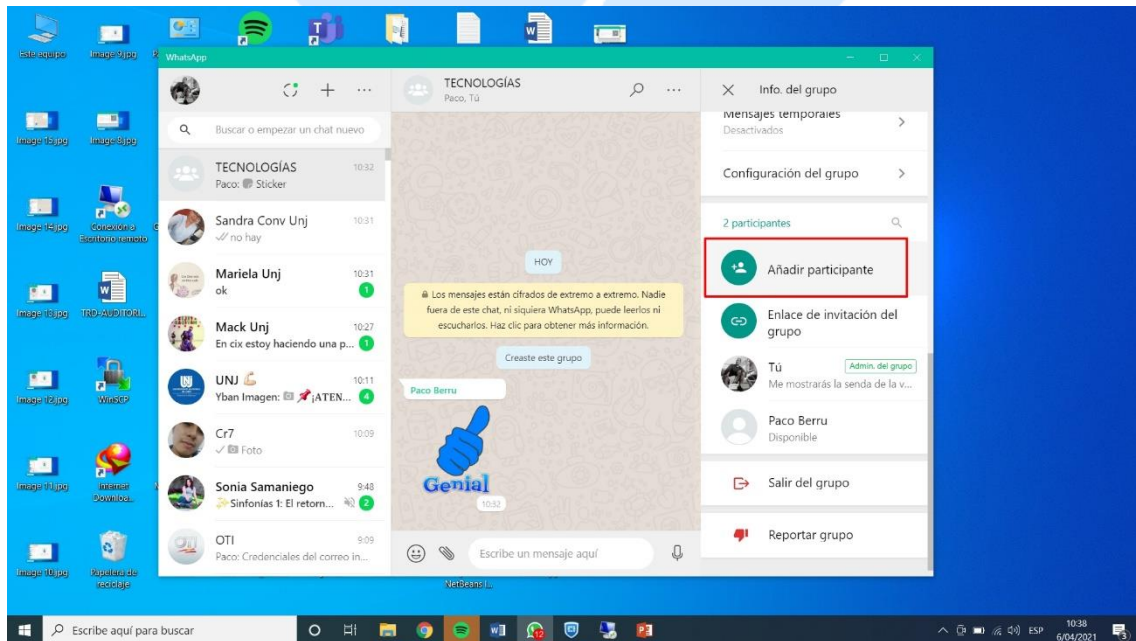 Este equipo
Image 9.jpg
WhatsApp
TECNOLOGÍAS
Paco, Tú
Info. del grupo
Mensajes temporales
Desactivados
Buscar o empezar un chat nuevo
Image 15.jpg
Image 8.jpg
TECNOLOGÍAS
10:32
Paco: Sticker
Configuración del grupo
Image 14.jpg
Conexión a Escritorio remoto
Sandra Conv Unj
10:31
no hay
2 participantes
HOY
Mariela Unj
10:31
ok
1
Añadir participante
Image 13.jpg
TRD-AUDITORI...
Los mensajes están cifrados de extremo a extremo. Nadie
fuera de este chat, ni siquiera WhatsApp, puede leerlos ni
escucharlos. Haz clic para obtener más información.
Mack Unj
10:27
En cix estoy haciendo una p...
1
Enlace de invitación del
grupo
Creaste este grupo
Tú
Admin. del grupo
Me mostrarás la senda de la v...
Image 12.jpg
WinSCP
UNJ
10:11
Yban Imagen: ¡ATEN...
4
Paco Berru
Paco Berru
Disponible
Cr7
10:09
Foto
Genial
10:32
Image 11.jpg
Internet
Downloa...
Sonia Samaniego
9:48
Sinfonías 1: El retorn...
2
Salir del grupo
OTI
9:09
Paco: Credenciales del correo in...
Escribe un mensaje aquí
Reportar grupo
Image 10.jpg
Papelera de
reciclaje
NetBeans I...
Escribe aquí para buscar
ESP
10:38
6/04/2021